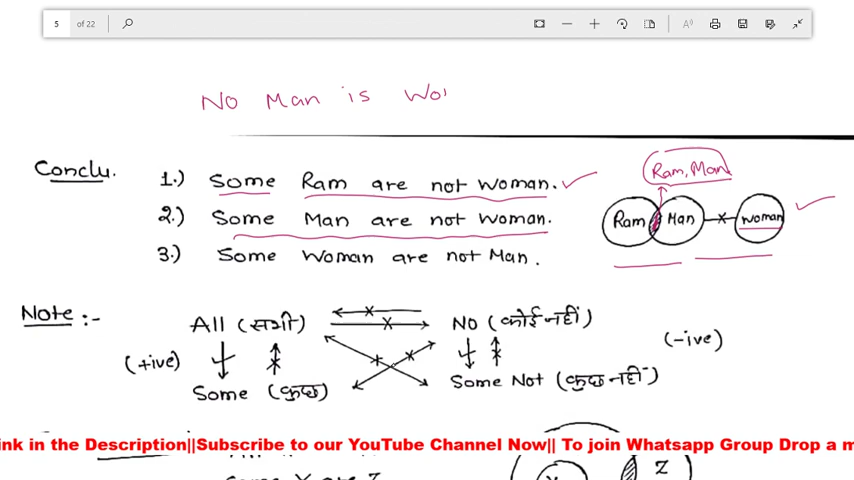 5 of 22
No Man is Wo
Conclu. 1.) Some Ram are not Woman.
2.) Some Man are not Woman.
3.) Some Woman are not Man.
Ram, Man
Ram Man Woman
Note :-
All (सभी) No (कोई नहीं)
(+ive) (-ive)
Some (कुछ) Some Not (कुछ नहीं)
ink in the Description||Subscribe to our YouTube Channel Now|| To join Whatsapp Group Drop a m
Z